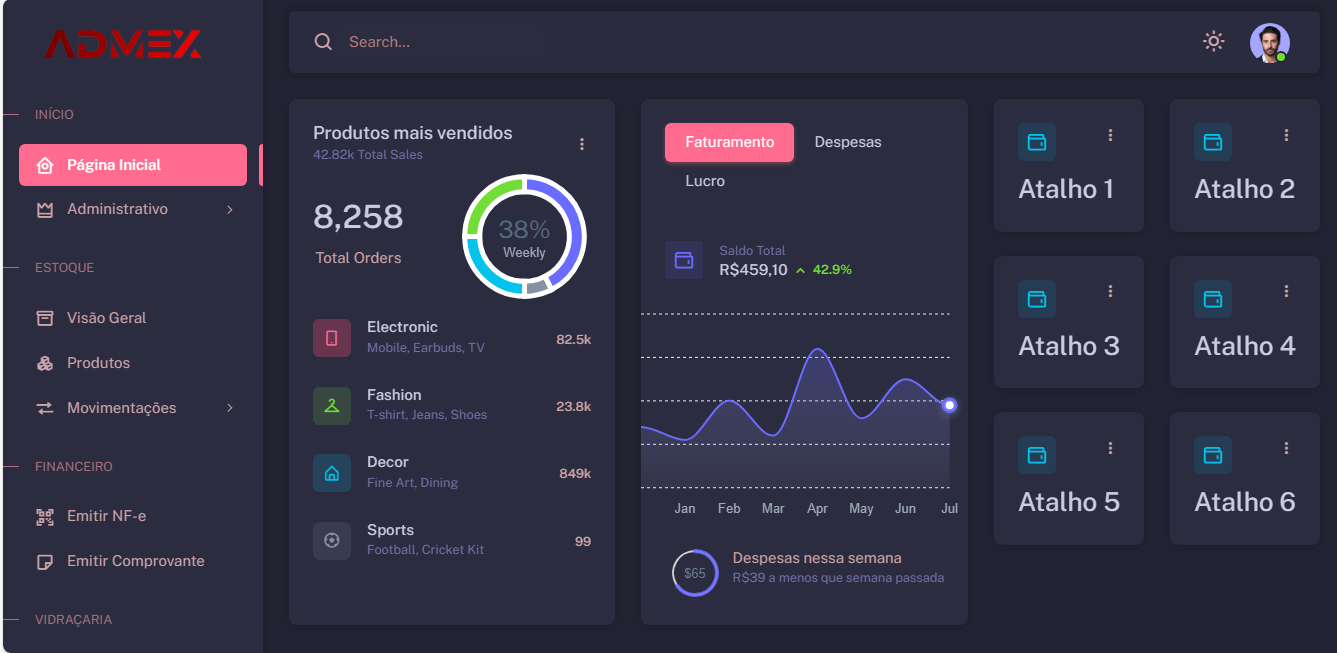 ADMEX
INÍCIO
Página Inicial
Administrativo
ESTOQUE
Visão Geral
Produtos
Movimentações
FINANCEIRO
Emitir NF-e
Emitir Comprovante
VIDRAÇARIA
Search...
Produtos mais vendidos
42.82k Total Sales
8,258
Total Orders
38%
Weekly
Electronic
Mobile, Earbuds, TV
82.5k
Fashion
T-shirt, Jeans, Shoes
23.8k
Decor
Fine Art, Dining
849k
Sports
Football, Cricket Kit
99
Faturamento
Despesas
Lucro
Saldo Total
R$459,10 42.9%
Jan Feb Mar Apr May Jun Jul
$65
Despesas nessa semana
R$39 a menos que semana passada
Atalho 1
Atalho 2
Atalho 3
Atalho 4
Atalho 5
Atalho 6